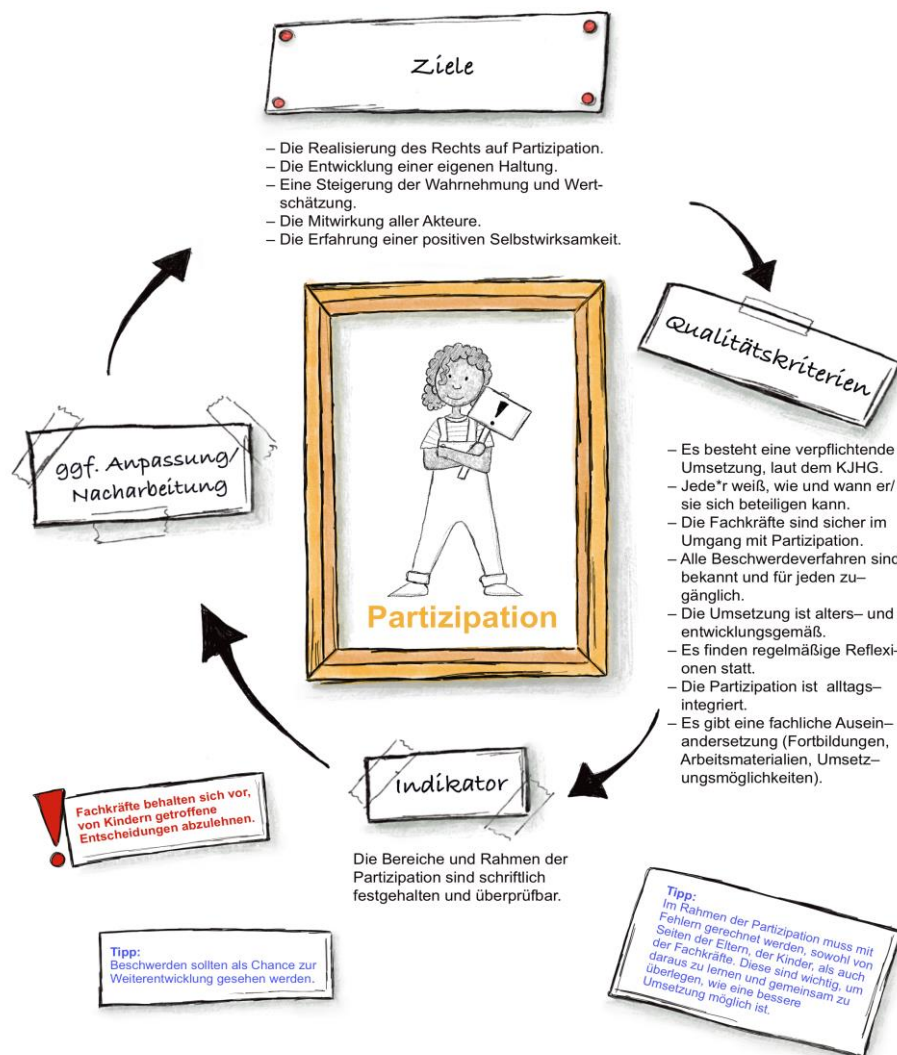 Ziele
– Die Realisierung des Rechts auf Partizipation.
– Die Entwicklung einer eigenen Haltung.
– Eine Steigerung der Wahrnehmung und Wert-
schätzung.
– Die Mitwirkung aller Akteure.
– Die Erfahrung einer positiven Selbstwirksamkeit.
Qualitätskriterien
– Es besteht eine verpflichtende
Umsetzung, laut dem KJHG.
– Jede*r weiß, wie und wann er/
sie sich beteiligen kann.
– Die Fachkräfte sind sicher im
Umgang mit Partizipation.
– Alle Beschwerdeverfahren sind
bekannt und für jeden zu–
gänglich.
– Die Umsetzung ist alters– und
entwicklungsgemäß.
– Es finden regelmäßige Reflexi–
onen statt.
– Die Partizipation ist alltags–
integriert.
– Es gibt eine fachliche Ausein–
andersetzung (Fortbildungen,
Arbeitsmaterialien, Umsetz–
ungsmöglichkeiten).
ggf. Anpassung/
Nacharbeitung
!
Partizipation
Indikator
Die Bereiche und Rahmen der
Partizipation sind schriftlich
festgehalten und überprüfbar.
!
Fachkräfte behalten sich vor,
von Kindern getroffene
Entscheidungen abzulehnen.
Tipp:
Beschwerden sollten als Chance zur
Weiterentwicklung gesehen werden.
Tipp:
Im Rahmen der Partizipation muss mit
Fehlern gerechnet werden, sowohl von
Seiten der Eltern, der Kinder, als auch
der Fachkräfte. Diese sind wichtig, um
daraus zu lernen und gemeinsam zu
überlegen, wie eine bessere
Umsetzung möglich ist.